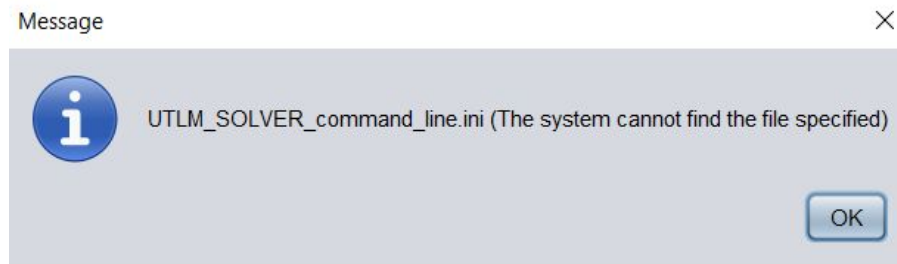 Message
UTLM_SOLVER_command_line.ini (The system cannot find the file specified)
OK